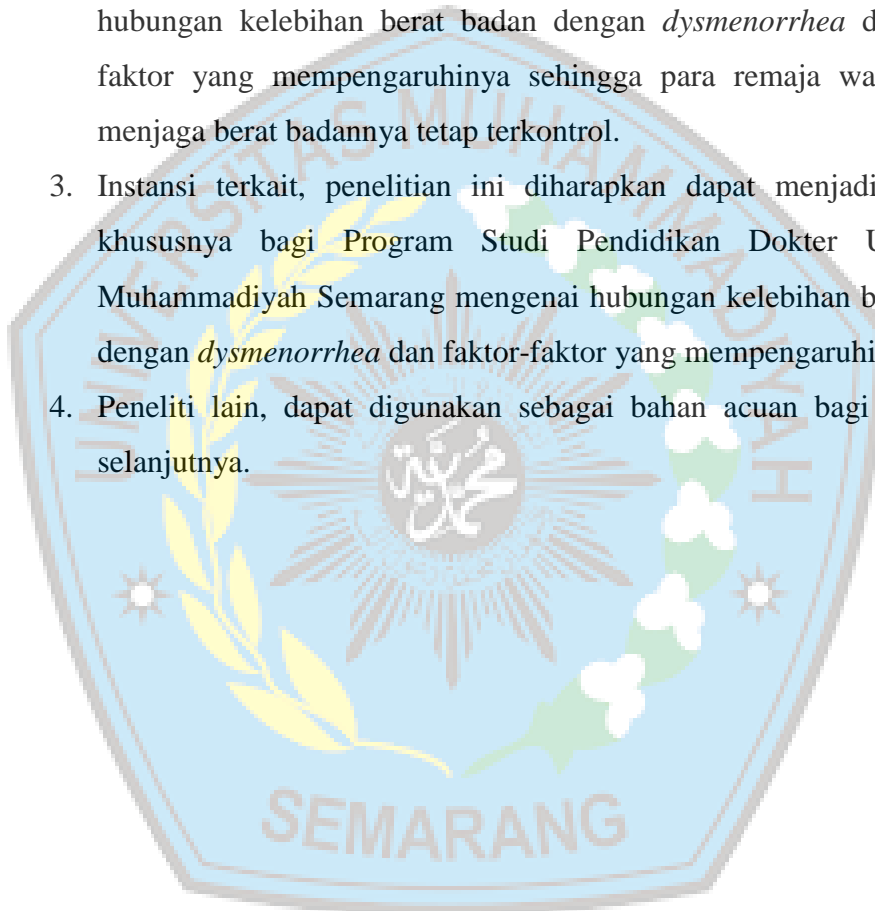 hubungan kelebihan berat badan dengan dysmenorrhea d
faktor yang mempengaruhinya sehingga para remaja wa
menjaga berat badannya tetap terkontrol.
3. Instansi terkait, penelitian ini diharapkan dapat menjadi
khususnya bagi Program Studi Pendidikan Dokter U
Muhammadiyah Semarang mengenai hubungan kelebihan b
dengan dysmenorrhea dan faktor-faktor yang mempengaruhi
4. Peneliti lain, dapat digunakan sebagai bahan acuan bagi
selanjutnya.
UNIVERSITAS MUHAMMADIYAH
SEMARANG